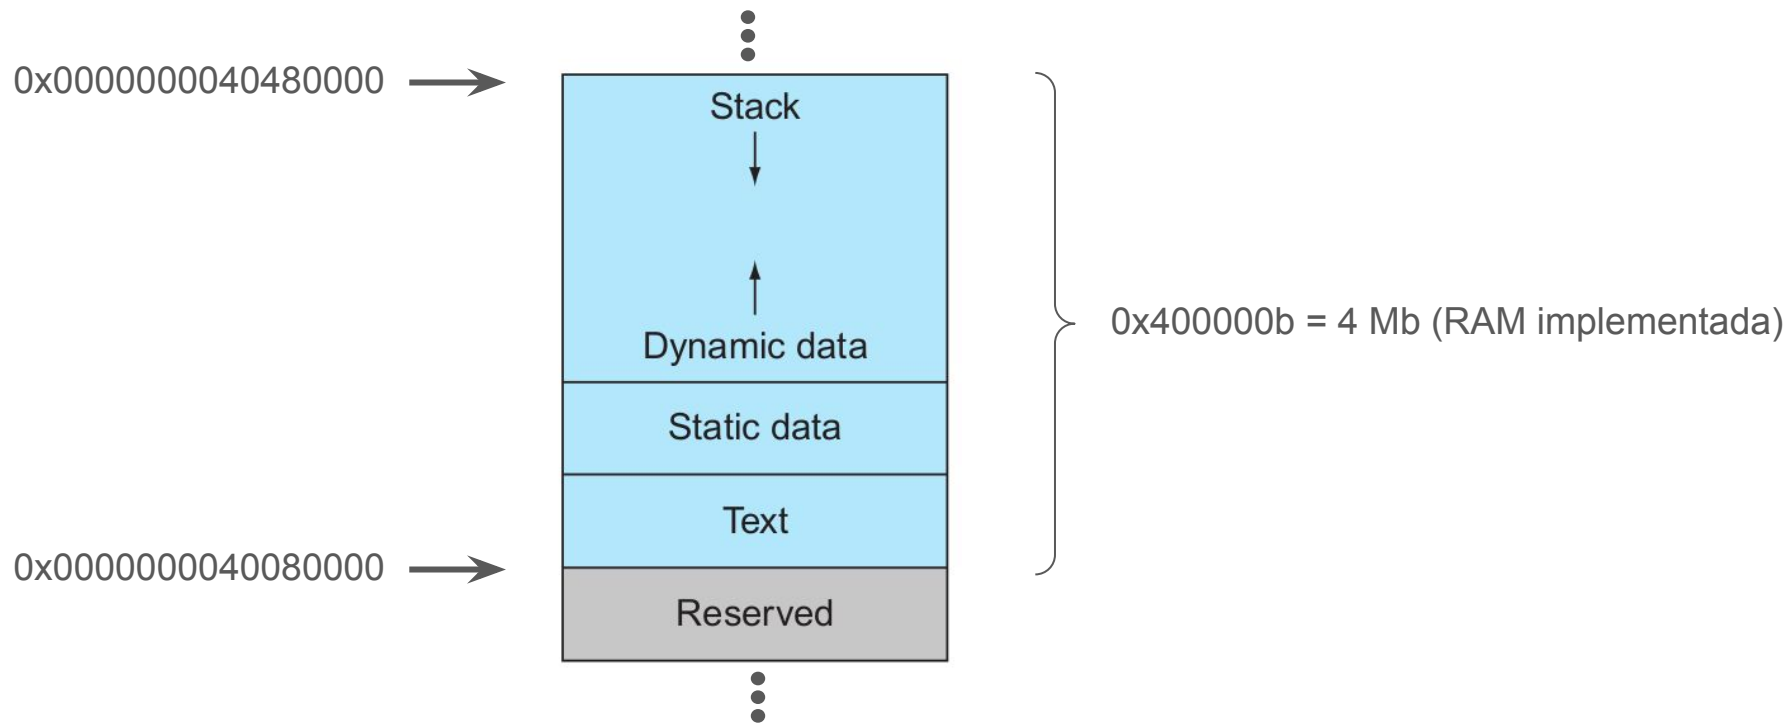 0x0000000040480000
Stack
Dynamic data
0x400000b = 4 Mb (RAM implementada)
Static data
Text
0x0000000040080000
Reserved